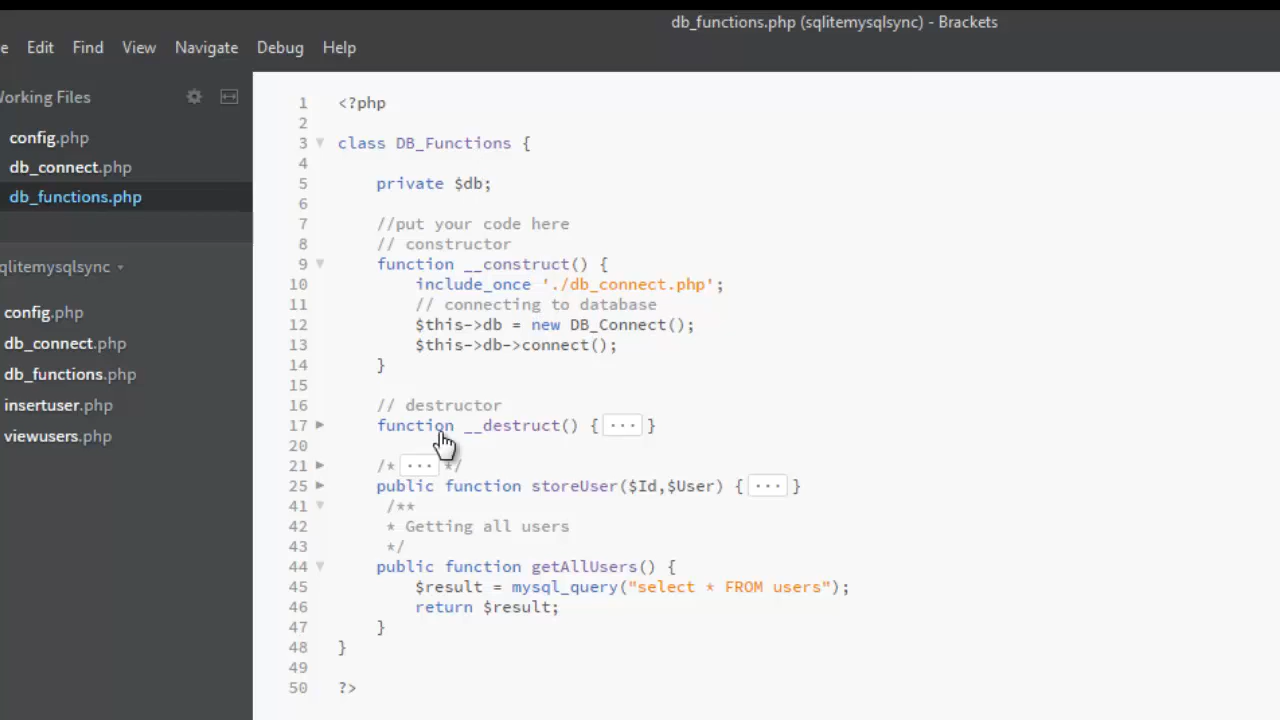 db_functions.php (sqlitemysqlsync) - Brackets
e Edit Find View Navigate Debug Help
Working Files
config.php
db_connect.php
db_functions.php
qlitemysqlsync
config.php
db_connect.php
db_functions.php
insertuser.php
viewusers.php
1 <?php
2
3 class DB_Functions {
4
5 private $db;
6
7 //put your code here
8 // constructor
9 function __construct() {
10 include_once './db_connect.php';
11 // connecting to database
12 $this->db = new DB_Connect();
13 $this->db->connect();
14 }
15
16 // destructor
17 function __destruct() { ... }
20
21 /* ... */
25 public function storeUser($Id,$User) { ... }
41 /**
42 * Getting all users
43 */
44 public function getAllUsers() {
45 $result = mysql_query("select * FROM users");
46 return $result;
47 }
48 }
49
50 ?>